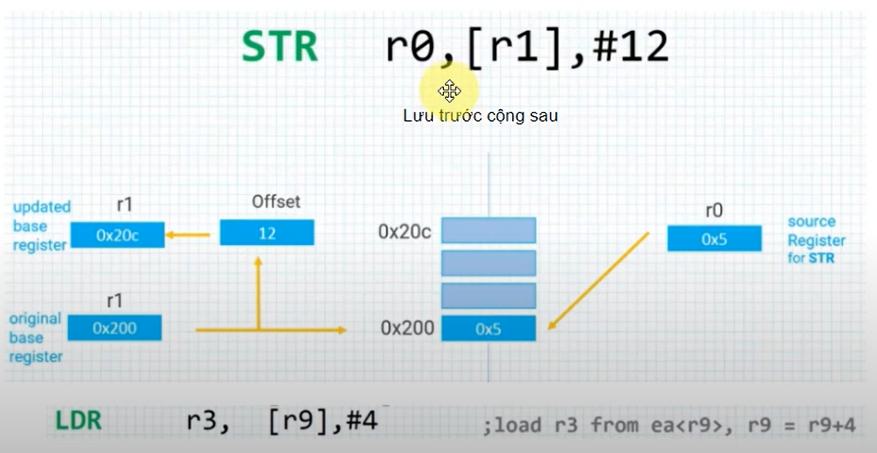 STR r0,[r1],#12
Lưu trước cộng sau
updated
base
register
r1
0x20c
Offset
12
0x20c
r0
0x5
source
Register
for STR
original
base
register
r1
0x200
0x200
0x5
LDR r3, [r9],#4 ;load r3 from ea<r9>, r9 = r9+4